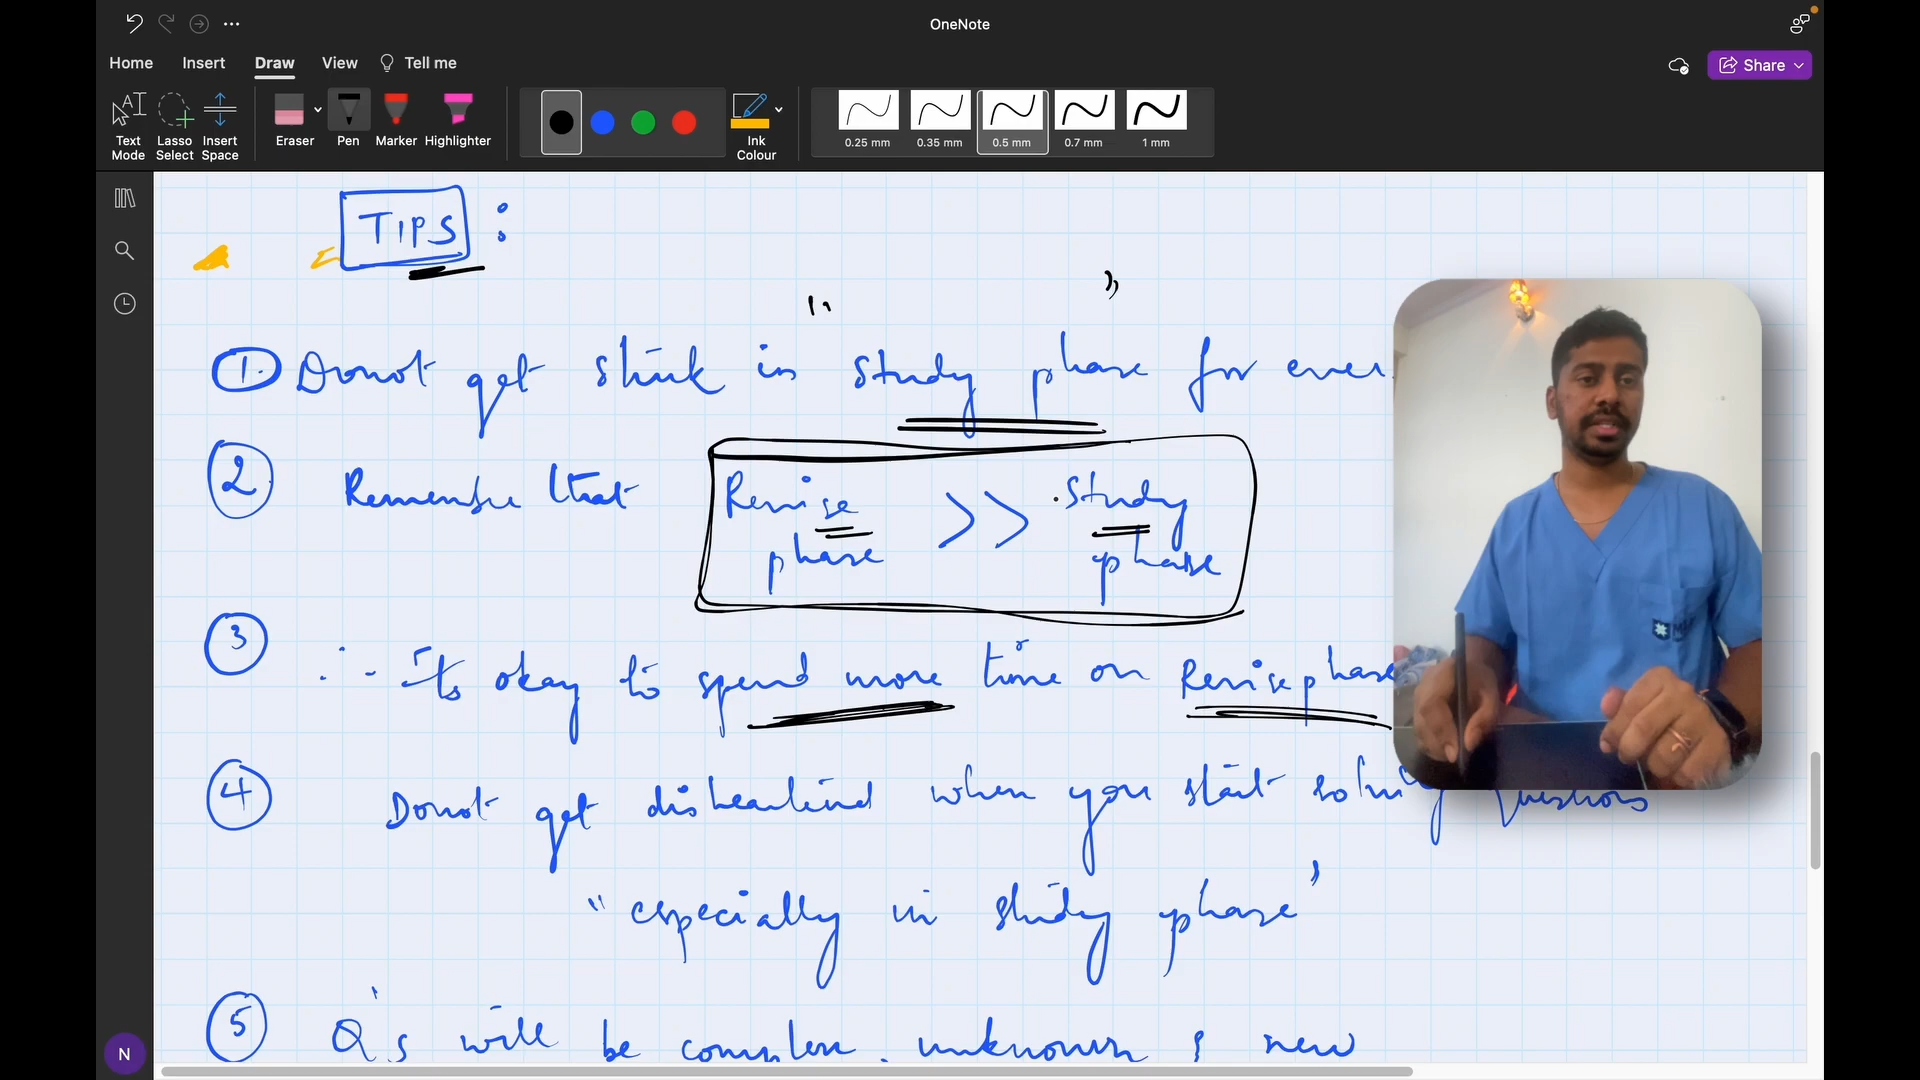 OneNote
Home Insert Draw View Tell me
Share
Text Mode
Lasso Select
Insert Space
Eraser
Pen
Marker
Highlighter
Ink Colour
0.25 mm
0.35 mm
0.5 mm
0.7 mm
1 mm
TIPS :
" "
1. Donot get stuck in study phase for ever
2 Remember that Revise phase >> Study phase
3 ∴ Its okay to spend more time on Revise phase
4 Donot get disheartened when you start solving questions
"especially in study phase"
5 Q's will be complex, unknown & new
N